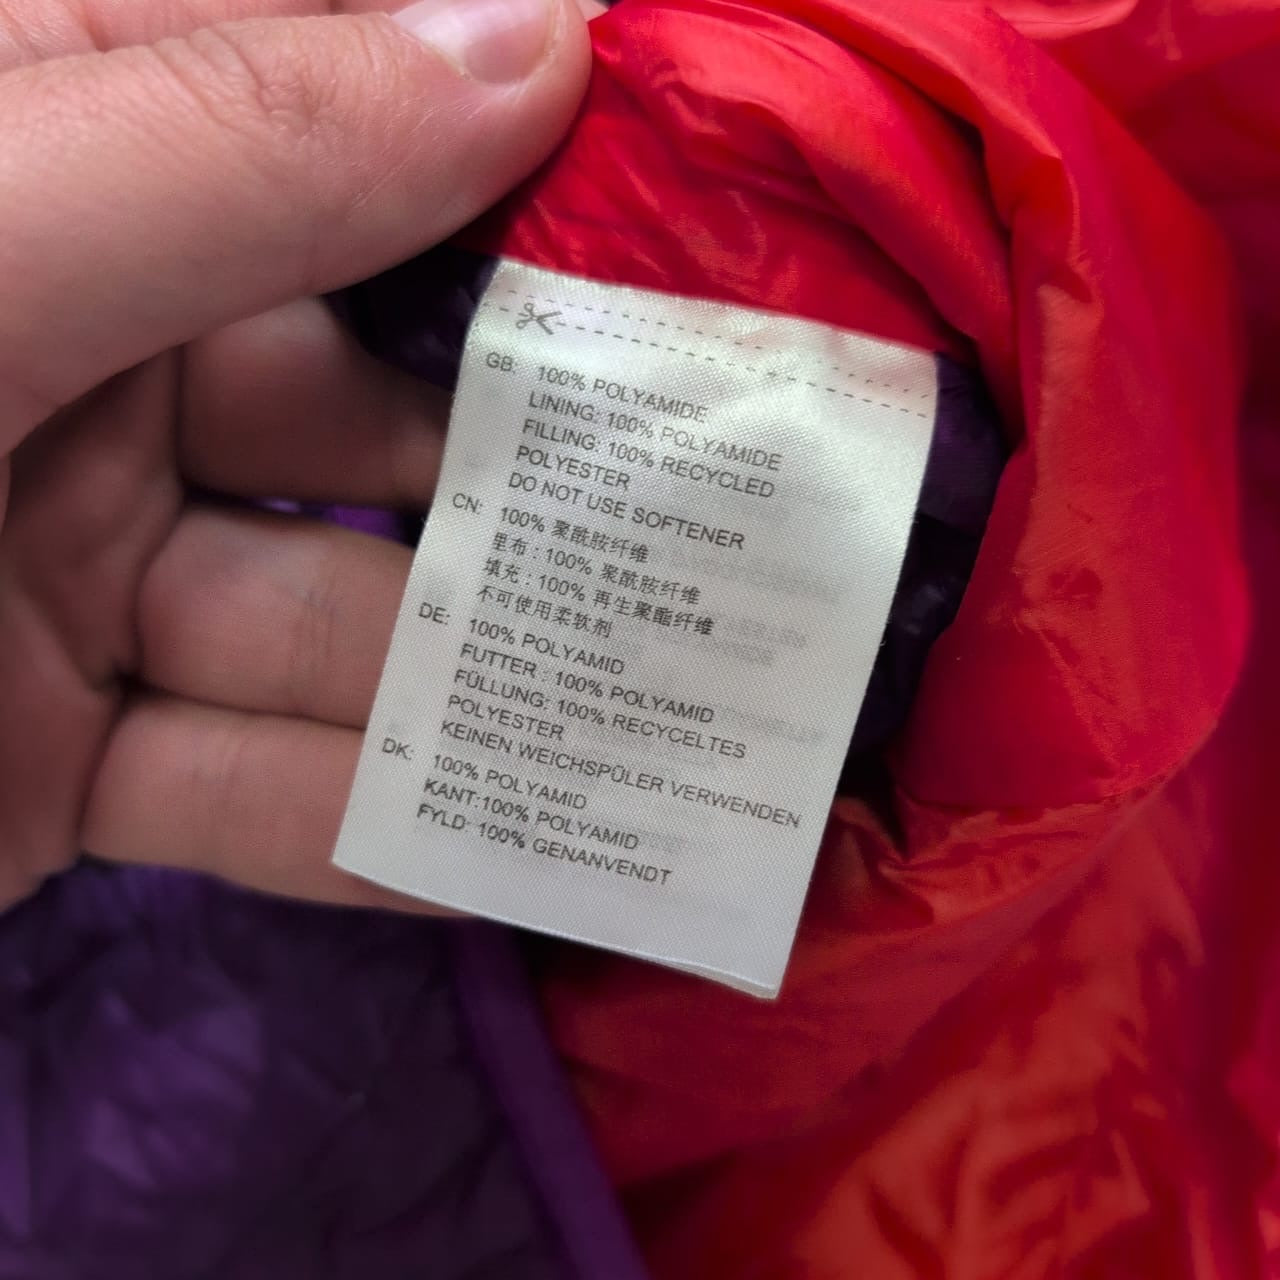 GB: 100% POLYAMIDE
LINING: 100% POLYAMIDE
FILLING: 100% RECYCLED
POLYESTER
DO NOT USE SOFTENER
CN: 100% 聚酰胺纤维
里布 : 100% 聚酰胺纤维
填充 : 100% 再生聚酯纤维
不可使用柔软剂
DE: 100% POLYAMID
FUTTER : 100% POLYAMID
FÜLLUNG: 100% RECYCELTES
POLYESTER
KEINEN WEICHSPÜLER VERWENDEN
DK: 100% POLYAMID
KANT:100% POLYAMID
FYLD: 100% GENANVENDT